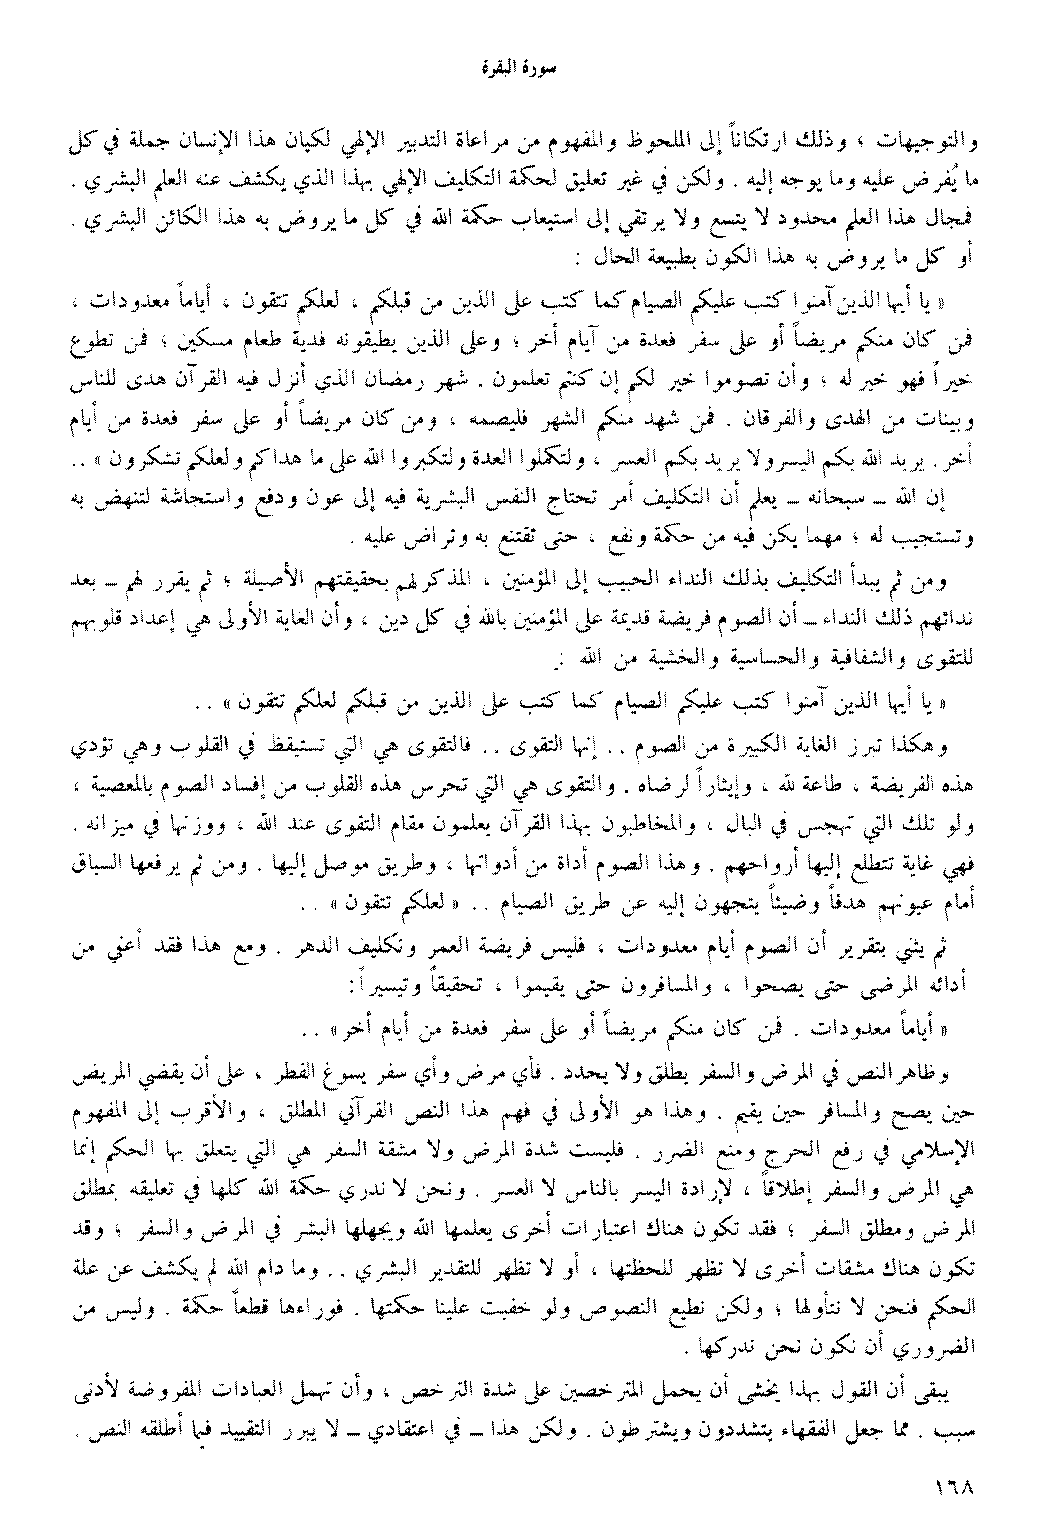 سورة البقرة
والتوجيهات ؛ وذلك ارتكاناً إلى الملحوظ والمفهوم من مراعاة التدبير الإلهي لكيان هذا الإنسان جملة في كل
ما يُفرض عليه وما يوجه إليه . ولكن في غير تعليق لحكمة التكليف الإلهي بهذا الذي يكشف عنه العلم البشري .
فمجال هذا العلم محدود لا يتسع ولا يرتقي إلى استيعاب حكمة الله في كل ما يروض به هذا الكائن البشري .
أو كل ما يروض به هذا الكون بطبيعة الحال :
« يا أيها الذين آمنوا كتب عليكم الصيام كما كتب على الذين من قبلكم ، لعلكم تتقون ، أياماً معدودات ،
فمن كان منكم مريضاً أو على سفر فعدة من أيام أخر ؛ وعلى الذين يطيقونه فدية طعام مسكين ؛ فمن تطوع
خيراً فهو خير له ؛ وأن تصوموا خير لكم إن كنتم تعلمون . شهر رمضان الذي أنزل فيه القرآن هدى للناس
وبينات من الهدى والفرقان . فمن شهد منكم الشهر فليصمه ، ومن كان مريضاً أو على سفر فعدة من أيام
أخر . يريد الله بكم اليسر ولا يريد بكم العسر ، ولتكملوا العدة ولتكبروا الله على ما هداكم ولعلكم تشكرون » ..
إن الله – سبحانه – يعلم أن التكليف أمر تحتاج النفس البشرية فيه إلى عون ودفع واستجاشة لتنهض به
وتستجيب له ؛ مهما يكن فيه من حكمة ونفع ، حتى تقتنع به وتراض عليه .
ومن ثم يبدأ التكليف بذلك النداء الحبيب إلى المؤمنين ، المذكر لهم بحقيقتهم الأصيلة ؛ ثم يقرر لهم – بعد
ندائهم ذلك النداء – أن الصوم فريضة قديمة على المؤمنين بالله في كل دين ، وأن الغاية الأولى هي إعداد قلوبهم
للتقوى والشفافية والحساسية والخشية من الله :
« يا أيها الذين آمنوا كتب عليكم الصيام كما كتب على الذين من قبلكم لعلكم تتقون » ..
وهكذا تبرز الغاية الكبيرة من الصوم .. إنها التقوى .. فالتقوى هي التي تستيقظ في القلوب وهي تؤدي
هذه الفريضة ، طاعة لله ، وإيثاراً لرضاه . والتقوى هي التي تحرس هذه القلوب من إفساد الصوم بالمعصية ،
ولو تلك التي تهجس في البال ، والمخاطبون بهذا القرآن يعلمون مقام التقوى عند الله ، ووزنها في ميزانه .
فهي غاية تتطلع إليها أرواحهم . وهذا الصوم أداة من أدواتها ، وطريق موصل إليها . ومن ثم يرفعها السياق
أمام عيونهم هدفاً وضيئاً يتجهون إليه عن طريق الصيام .. « لعلكم تتقون » ..
ثم يثني بتقرير أن الصوم أيام معدودات ، فليس فريضة العمر وتكليف الدهر . ومع هذا فقد أعفي من
أدائه المرضى حتى يصحوا ، والمسافرون حتى يقيموا ، تحقيقاً وتيسيراً :
« أياماً معدودات . فمن كان منكم مريضاً أو على سفر فعدة من أيام أخر» ..
وظاهر النص في المرض والسفر يطلق ولا يحدد . فأي مرض وأي سفر يسوغ الفطر ، على أن يقضي المريض
حين يصح والمسافر حين يقيم . وهذا هو الأولى في فهم هذا النص القرآني المطلق ، والأقرب إلى المفهوم
الإسلامي في رفع الحرج ومنع الضرر . فليست شدة المرض ولا مشقة السفر هي التي يتعلق بها الحكم إنما
هي المرض والسفر إطلاقاً ، لإرادة اليسر بالناس لا العسر . ونحن لا ندري حكمة الله كلها في تعليقه بمطلق
المرض ومطلق السفر ؛ فقد تكون هناك اعتبارات أخرى يعلمها الله ويجهلها البشر في المرض والسفر ؛ وقد
تكون هناك مشقات أخرى لا تظهر للحظتها ، أو لا تظهر للتقدير البشري .. وما دام الله لم يكشف عن علة
الحكم فنحن لا نتأولها ؛ ولكن نطيع النصوص ولو خفيت علينا حكمتها . فوراءها قطعاً حكمة . وليس من
الضروري أن نكون نحن ندركها .
يبقى أن القول بهذا يخشى أن يحمل المترخصين على شدة الترخص ، وأن تهمل العبادات المفروضة لأدنى
سبب . مما جعل الفقهاء يتشددون ويشترطون . ولكن هذا – في اعتقادي – لا يبرر التقييد فيما أطلقه النص .
١٦٨